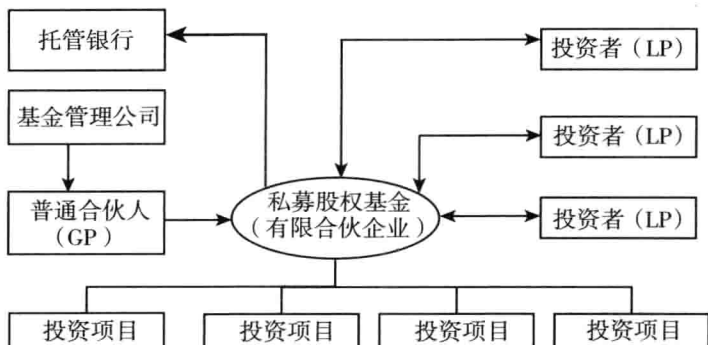 托管银行
投资者（LP）
基金管理公司
投资者（LP）
普通合伙人
（GP）
私募股权基金
（有限合伙企业）
投资者（LP）
投资项目
投资项目
投资项目
投资项目